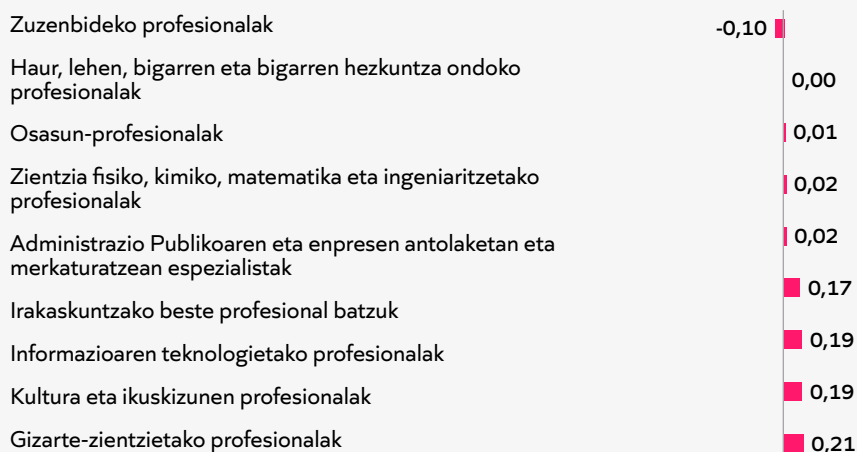 Zuzenbideko profesionalak
-0,10
Haur, lehen, bigarren eta bigarren hezkuntza ondoko
profesionalak
0,00
Osasun-profesionalak
0,01
Zientzia fisiko, kimiko, matematika eta ingeniaritzetako
profesionalak
0,02
Administrazio Publikoaren eta enpresen antolaketan eta
merkaturatzean espezialistak
0,02
Irakaskuntzako beste profesional batzuk
0,17
Informazioaren teknologietako profesionalak
0,19
Kultura eta ikuskizunen profesionalak
0,19
Gizarte-zientzietako profesionalak
0,21